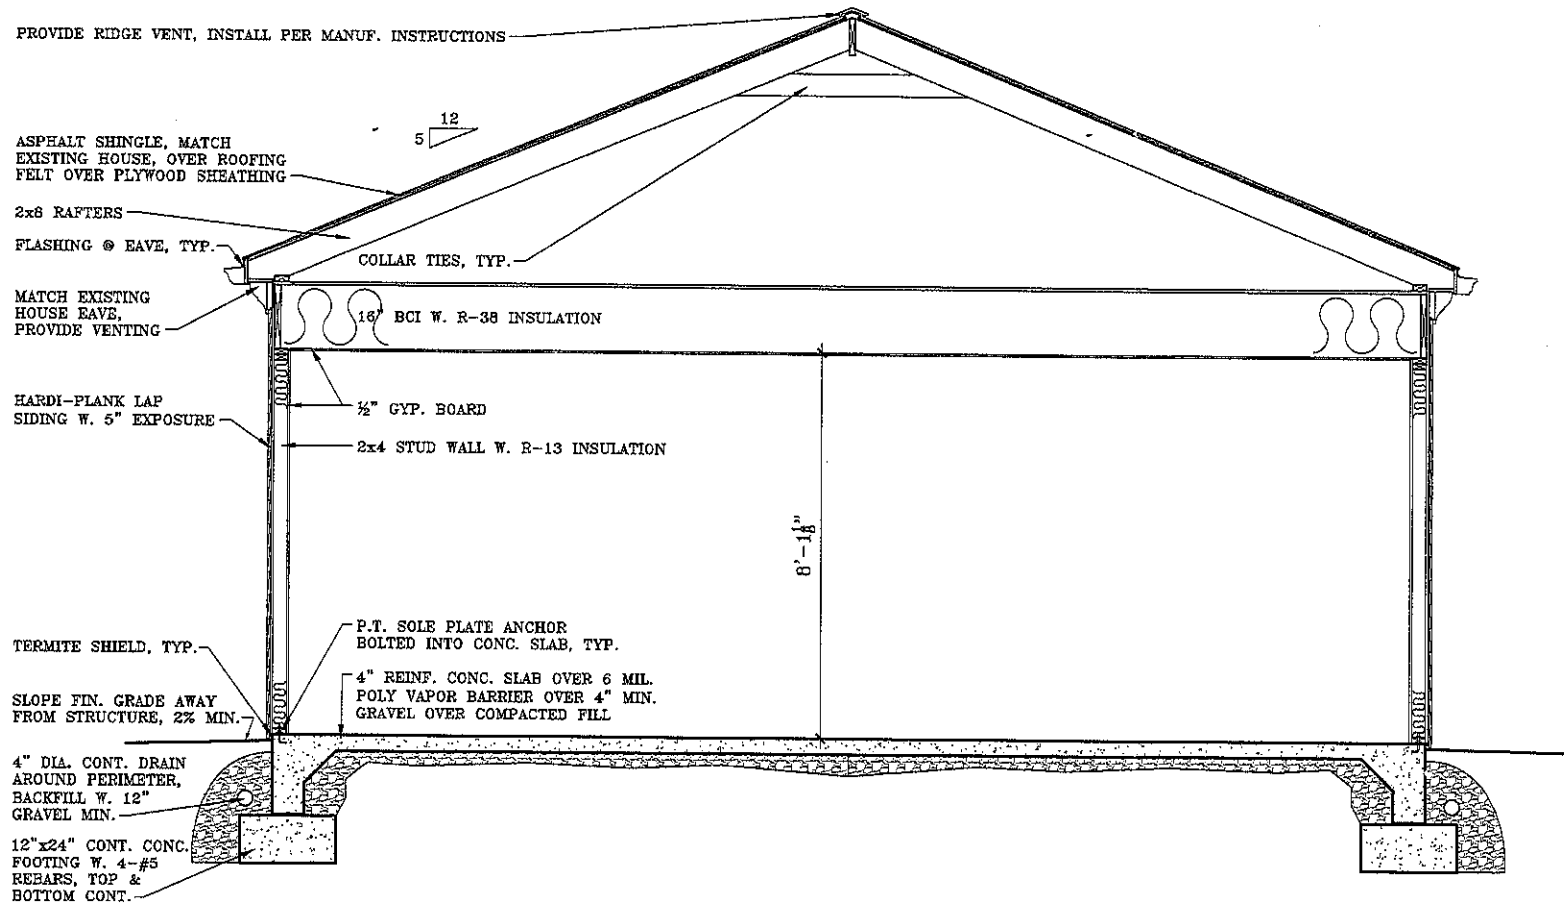 PROVIDE RIDGE VENT, INSTALL PER MANUF. INSTRUCTIONS
12
5
ASPHALT SHINGLE, MATCH
EXISTING HOUSE, OVER ROOFING
FELT OVER PLYWOOD SHEATHING
2x8 RAFTERS
FLASHING @ EAVE, TYP.
COLLAR TIES, TYP.
MATCH EXISTING
HOUSE EAVE,
PROVIDE VENTING
16" BCI W. R-38 INSULATION
HARDI-PLANK LAP
SIDING W. 5" EXPOSURE
½" GYP. BOARD
2x4 STUD WALL W. R-13 INSULATION
8'-1⅛"
P.T. SOLE PLATE ANCHOR
BOLTED INTO CONC. SLAB, TYP.
TERMITE SHIELD, TYP.
4" REINF. CONC. SLAB OVER 6 MIL.
POLY VAPOR BARRIER OVER 4" MIN.
GRAVEL OVER COMPACTED FILL
SLOPE FIN. GRADE AWAY
FROM STRUCTURE, 2% MIN.
4" DIA. CONT. DRAIN
AROUND PERIMETER,
BACKFILL W. 12"
GRAVEL MIN.
12"x24" CONT. CONC.
FOOTING W. 4-#5
REBARS, TOP &
BOTTOM CONT.